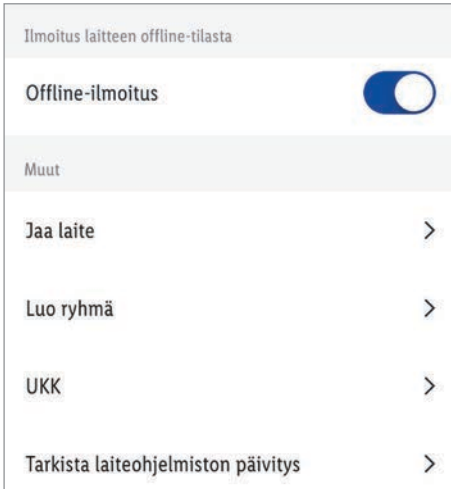 Ilmoitus laitteen offline-tilasta
Offline-ilmoitus
Muut
Jaa laite
Luo ryhmä
UKK
Tarkista laiteohjelmiston päivitys